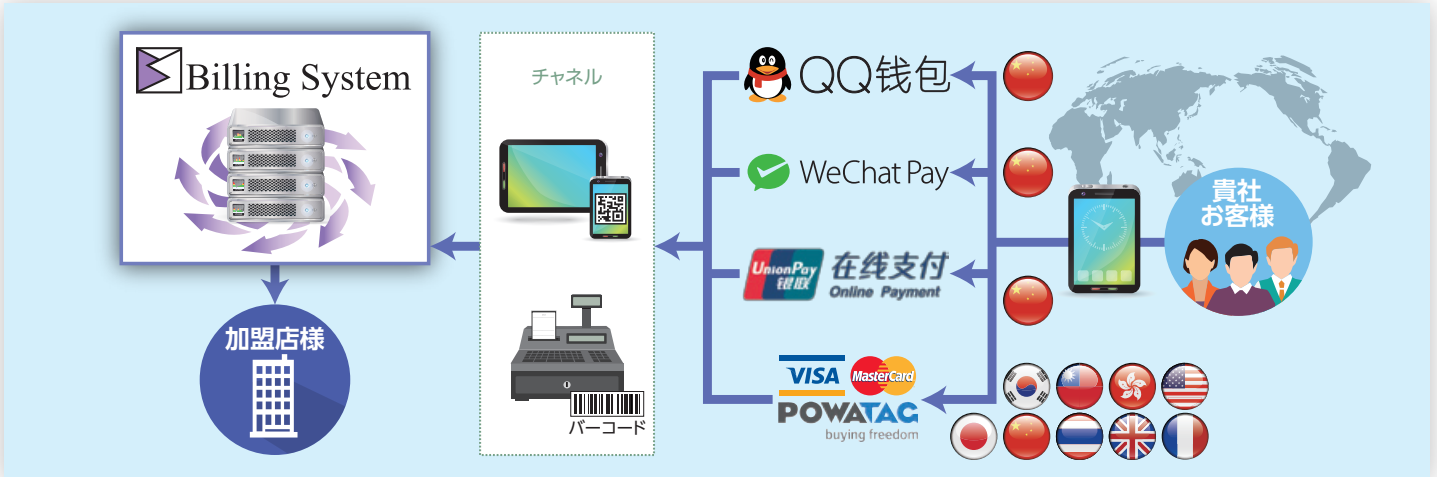 Billing System
加盟店様
チャネル
バーコード
QQ钱包
WeChat Pay
UnionPay
银联
在线支付
Online Payment
VISA
MasterCard
POWATAG
buying freedom
貴社
お客様